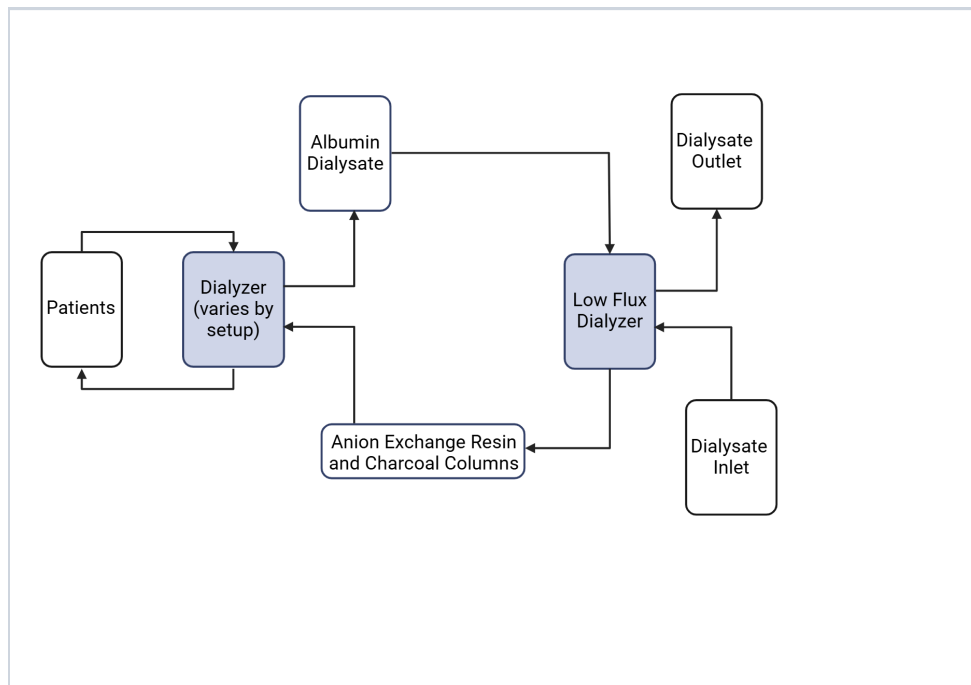 Albumin
Dialysate
Dialysate
Outlet
Patients
Dialyzer
(varies by
setup)
Low Flux
Dialyzer
Anion Exchange Resin
and Charcoal Columns
Dialysate
Inlet